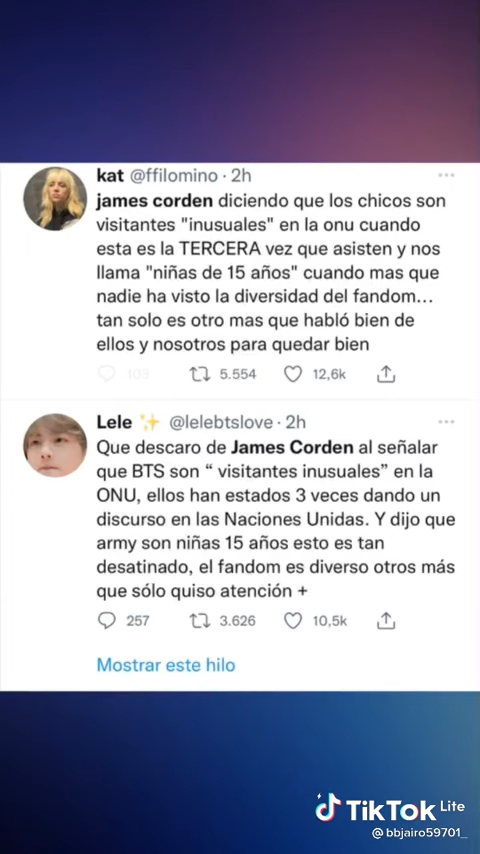 kat @ffilomino · 2h
james corden diciendo que los chicos son
visitantes "inusuales" en la onu cuando
esta es la TERCERA vez que asisten y nos
llama "niñas de 15 años" cuando mas que
nadie ha visto la diversidad del fandom...
tan solo es otro mas que habló bien de
ellos y nosotros para quedar bien
103 5.554 12,6k
Lele ✨ @lelebtslove · 2h
Que descaro de James Corden al señalar
que BTS son “ visitantes inusuales” en la
ONU, ellos han estados 3 veces dando un
discurso en las Naciones Unidas. Y dijo que
army son niñas 15 años esto es tan
desatinado, el fandom es diverso otros más
que sólo quiso atención +
257 3.626 10,5k
Mostrar este hilo
TikTok Lite
@bbjairo59701_